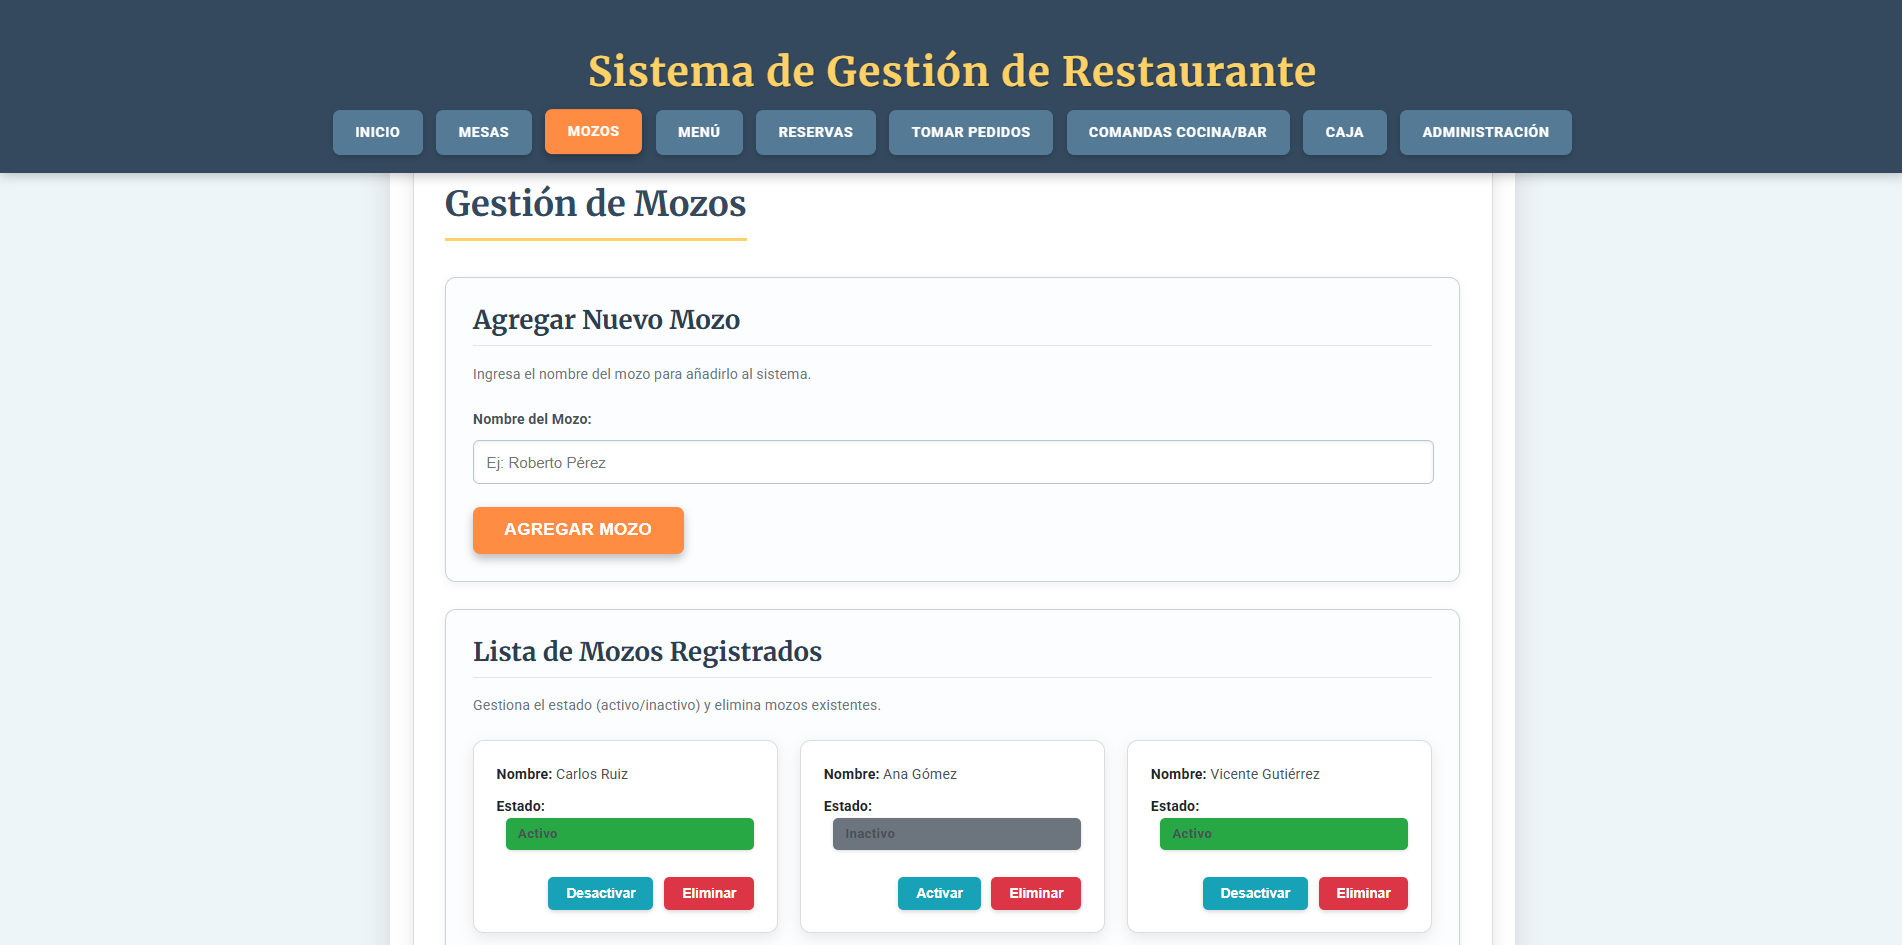 Sistema de Gestión de Restaurante
INICIO MESAS MOZOS MENÚ RESERVAS TOMAR PEDIDOS COMANDAS COCINA/BAR CAJA ADMINISTRACIÓN
Gestión de Mozos
Agregar Nuevo Mozo
Ingresa el nombre del mozo para añadirlo al sistema.
Nombre del Mozo:
Ej: Roberto Pérez
AGREGAR MOZO
Lista de Mozos Registrados
Gestiona el estado (activo/inactivo) y elimina mozos existentes.
Nombre: Carlos Ruiz
Estado:
Activo
Desactivar Eliminar
Nombre: Ana Gómez
Estado:
Inactivo
Activar Eliminar
Nombre: Vicente Gutiérrez
Estado:
Activo
Desactivar Eliminar